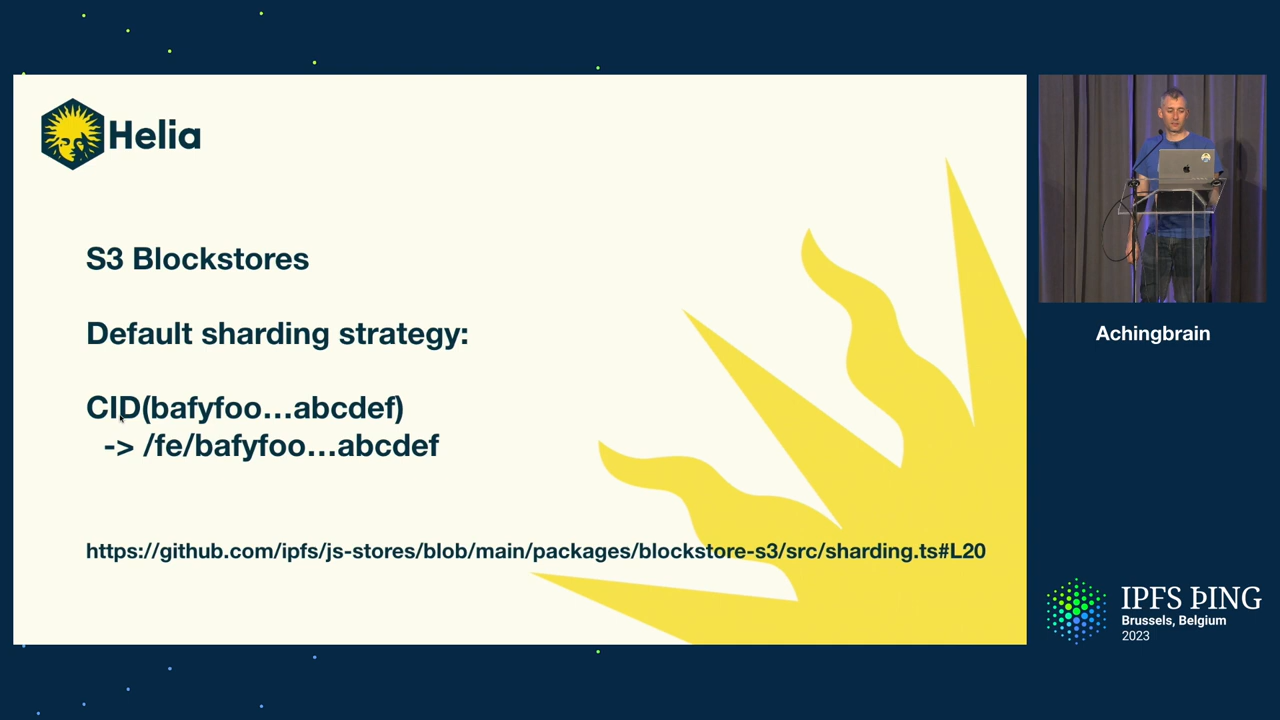 Helia
S3 Blockstores
Default sharding strategy:
CID(bafyfoo…abcdef)
-> /fe/bafyfoo…abcdef
https://github.com/ipfs/js-stores/blob/main/packages/blockstore-s3/src/sharding.ts#L20
Achingbrain
IPFS ÞING
Brussels, Belgium
2023